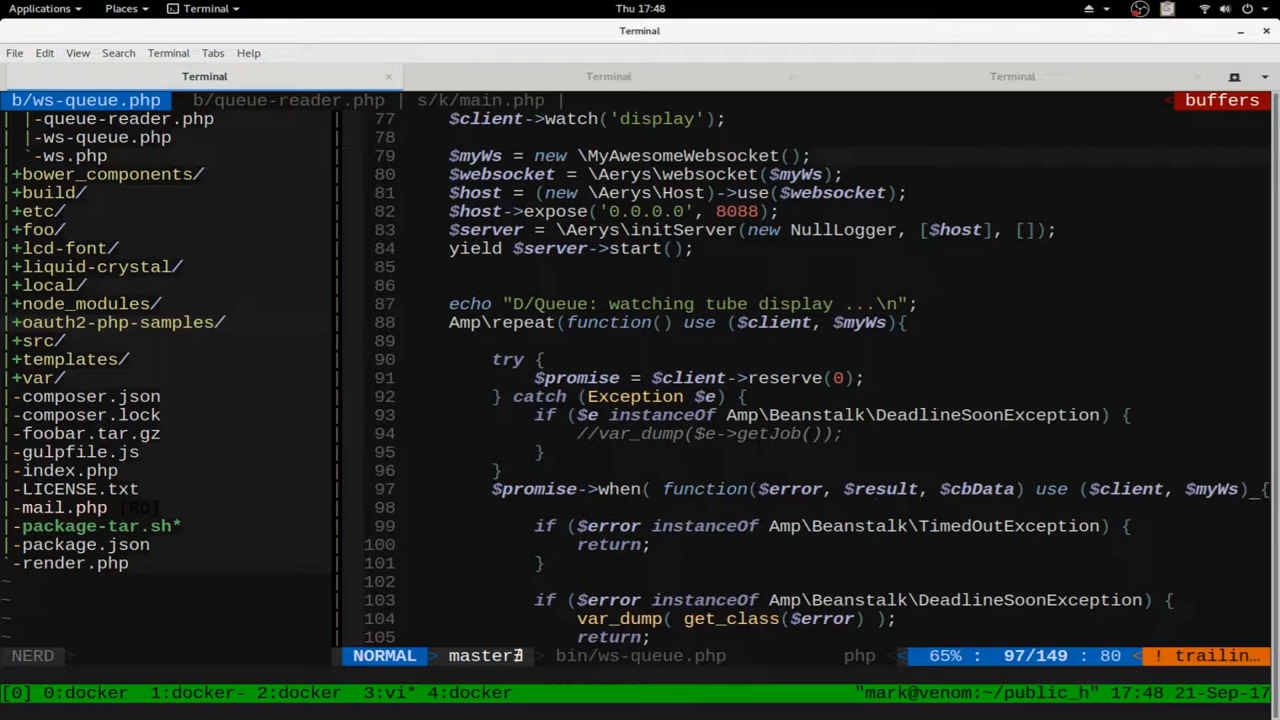 Applications Places Terminal Thu 17:48
Terminal
File Edit View Search Terminal Tabs Help
Terminal Terminal Terminal
b/ws-queue.php b/queue-reader.php | s/k/main.php | < buffers
| |-queue-reader.php
| |-ws-queue.php
| `-ws.php
|+bower_components/
|+build/
|+etc/
|+foo/
|+lcd-font/
|+liquid-crystal/
|+local/
|+node_modules/
|+oauth2-php-samples/
|+src/
|+templates/
|+var/
|-composer.json
|-composer.lock
|-foobar.tar.gz
|-gulpfile.js
|-index.php
|-LICENSE.txt
|-mail.php [RO]
|-package-tar.sh*
|-package.json
`-render.php
~
~
~
~
77 $client->watch('display');
78
79 $myWs = new \MyAwesomeWebsocket();
80 $websocket = \Aerys\websocket($myWs);
81 $host = (new \Aerys\Host)->use($websocket);
82 $host->expose('0.0.0.0', 8088);
83 $server = \Aerys\initServer(new NullLogger, [$host], []);
84 yield $server->start();
85
86
87 echo "D/Queue: watching tube display ...\n";
88 Amp\repeat(function() use ($client, $myWs){
89
90 try {
91 $promise = $client->reserve(0);
92 } catch (Exception $e) {
93 if ($e instanceOf Amp\Beanstalk\DeadlineSoonException) {
94 //var_dump($e->getJob());
95 }
96 }
97 $promise->when( function($error, $result, $cbData) use ($client, $myWs) {
98
99 if ($error instanceOf Amp\Beanstalk\TimedOutException) {
100 return;
101 }
102
103 if ($error instanceOf Amp\Beanstalk\DeadlineSoonException) {
104 var_dump( get_class($error) );
105 return;
NERD NORMAL > master > bin/ws-queue.php php < 65% : 97/149 : 80 < ! trailin…
[0] 0:docker 1:docker- 2:docker 3:vi* 4:docker "mark@venom:~/public_h" 17:48 21-Sep-17